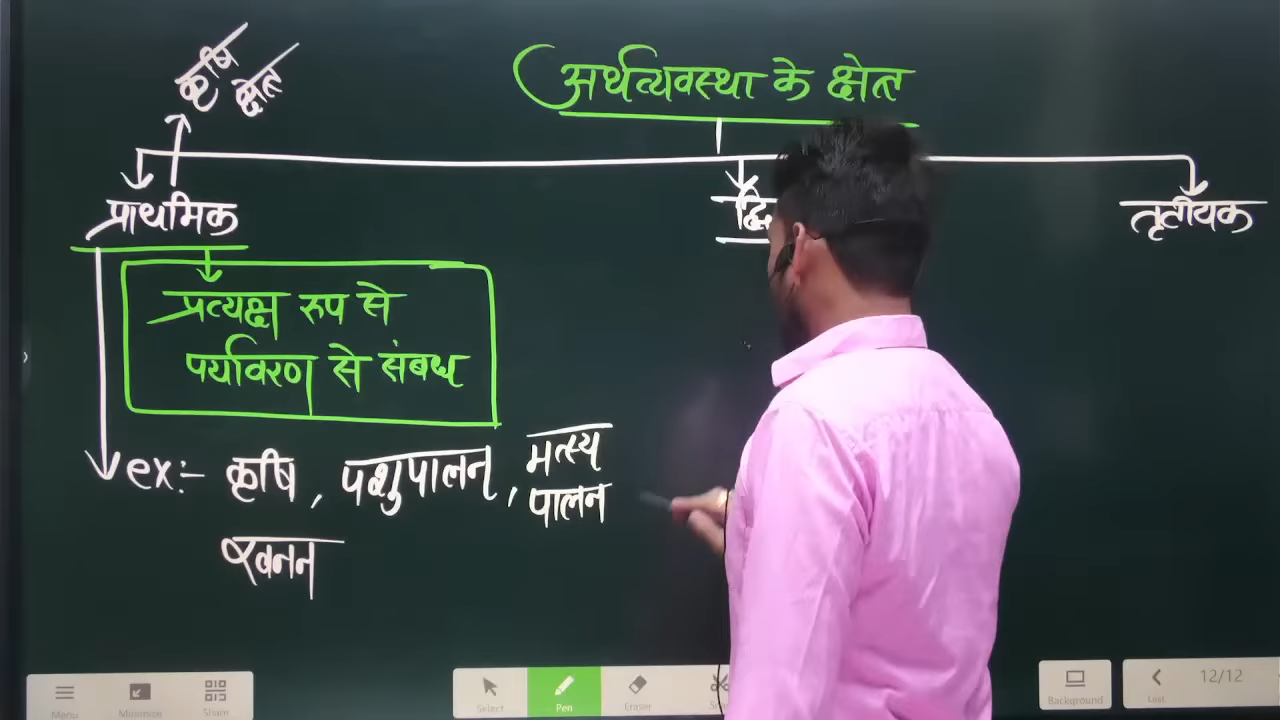 कृषि
क्षेत्र
अर्थव्यवस्था के क्षेत्र
प्राथमिक
तृतीयक
प्रत्यक्ष रूप से
पर्यावरण से संबध
ex:- कृषि, पशुपालन, मत्स्य
पालन
खनन
Menu
Minimize
Share
Select
Pen
Eraser
Background
Last
12/12